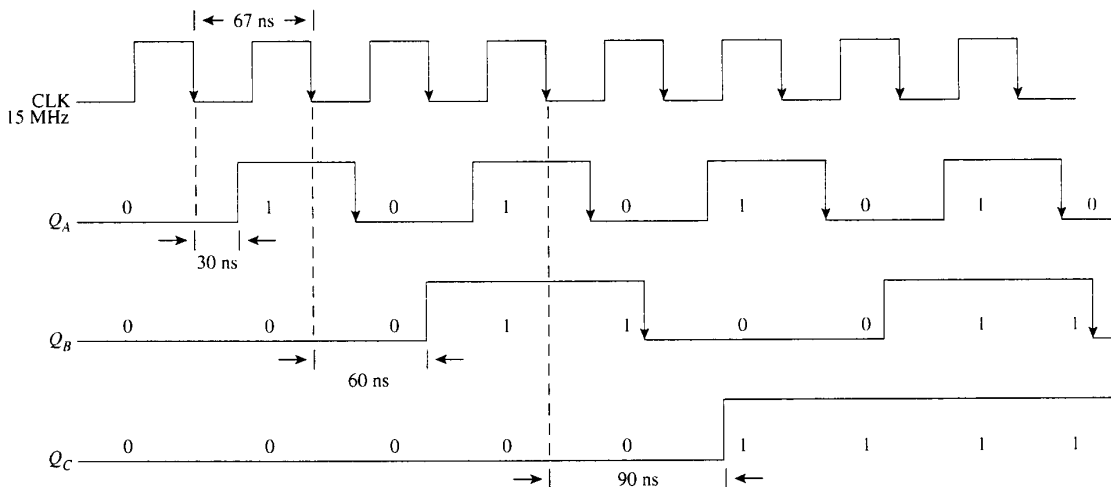 67 ns
CLK
15 MHz
0 1 0 1 0 1 0 1 0
Q_A
30 ns
0 0 0 1 1 0 0 1 1
Q_B
60 ns
0 0 0 0 0 1 1 1 1
Q_C
90 ns